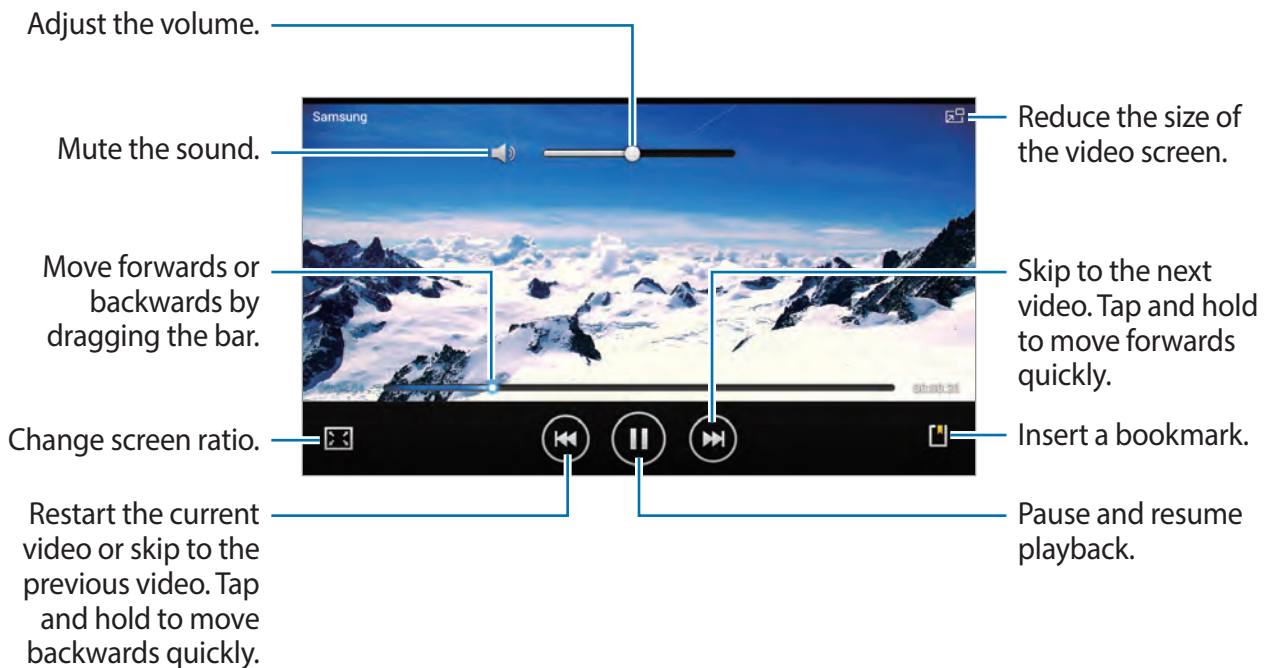 Adjust the volume.
Samsung
Mute the sound.
Reduce the size of
the video screen.
Move forwards or
backwards by
dragging the bar.
Skip to the next
video. Tap and hold
to move forwards
quickly.
Change screen ratio.
Insert a bookmark.
Restart the current
video or skip to the
previous video. Tap
and hold to move
backwards quickly.
Pause and resume
playback.